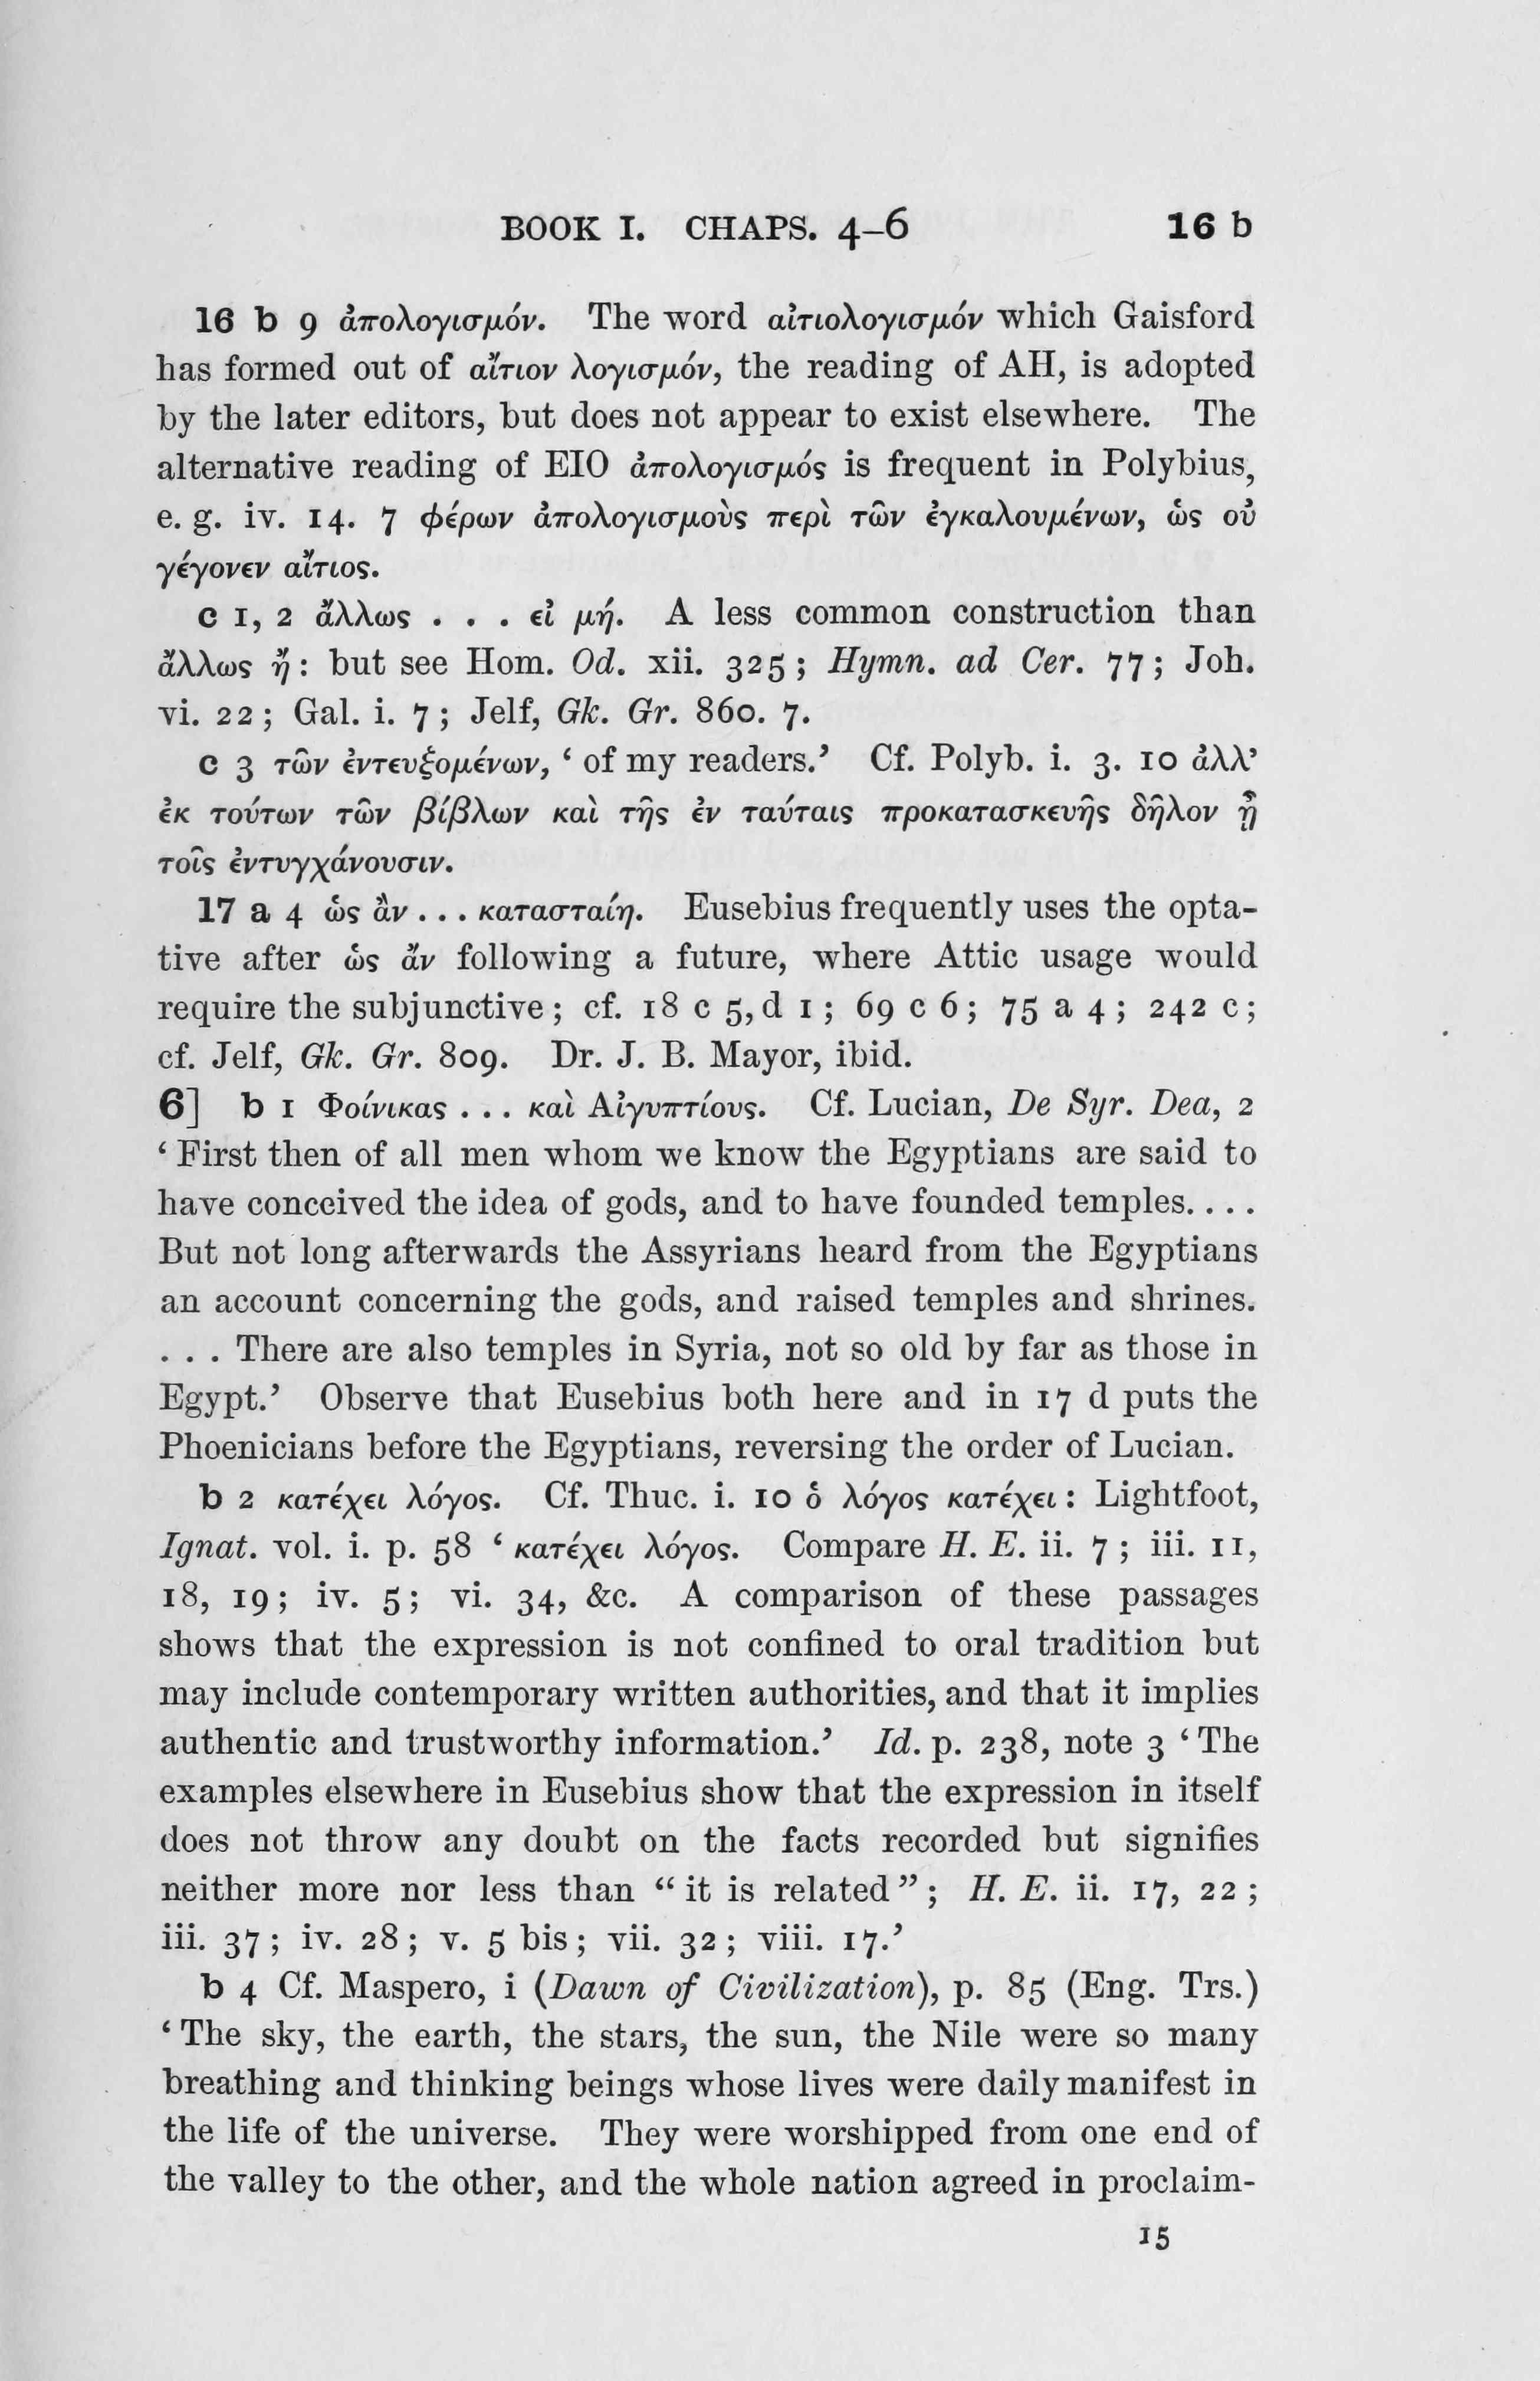 BOOK I. CHAPS. 4–6 16 b
16 b 9 ἀπολογισμόν. The word αἰτιολογισμόν which Gaisford
has formed out of αἴτιον λογισμόν, the reading of AH, is adopted
by the later editors, but does not appear to exist elsewhere. The
alternative reading of EIO ἀπολογισμός is frequent in Polybius,
e. g. iv. 14. 7 φέρων ἀπολογισμοὺς περὶ τῶν ἐγκαλουμένων, ὡς οὐ
γέγονεν αἴτιος.
c 1, 2 ἄλλως . . . εἰ μή. A less common construction than
ἄλλως ἤ: but see Hom. Od. xii. 325; Hymn. ad Cer. 77; Joh.
vi. 22; Gal. i. 7; Jelf, Gk. Gr. 860. 7.
c 3 τῶν ἐντευξομένων, ‘of my readers.’ Cf. Polyb. i. 3. 10 ἀλλ’
ἐκ τούτων τῶν βίβλων καὶ τῆς ἐν ταύταις προκατασκευῆς δῆλον ᾖ
τοῖς ἐντυγχάνουσιν.
17 a 4 ὡς ἂν . . . κατασταίη. Eusebius frequently uses the opta-
tive after ὡς ἄν following a future, where Attic usage would
require the subjunctive; cf. 18 c 5, d 1; 69 c 6; 75 a 4; 242 c;
cf. Jelf, Gk. Gr. 809. Dr. J. B. Mayor, ibid.
6] b 1 Φοίνικας . . . καὶ Αἰγυπτίους. Cf. Lucian, De Syr. Dea, 2
‘First then of all men whom we know the Egyptians are said to
have conceived the idea of gods, and to have founded temples. . . .
But not long afterwards the Assyrians heard from the Egyptians
an account concerning the gods, and raised temples and shrines.
. . . There are also temples in Syria, not so old by far as those in
Egypt.’ Observe that Eusebius both here and in 17 d puts the
Phoenicians before the Egyptians, reversing the order of Lucian.
b 2 κατέχει λόγος. Cf. Thuc. i. 10 ὁ λόγος κατέχει: Lightfoot,
Ignat. vol. i. p. 58 ‘κατέχει λόγος. Compare H. E. ii. 7; iii. 11,
18, 19; iv. 5; vi. 34, &c. A comparison of these passages
shows that the expression is not confined to oral tradition but
may include contemporary written authorities, and that it implies
authentic and trustworthy information.’ Id. p. 238, note 3 ‘The
examples elsewhere in Eusebius show that the expression in itself
does not throw any doubt on the facts recorded but signifies
neither more nor less than “it is related”; H. E. ii. 17, 22;
iii. 37; iv. 28; v. 5 bis; vii. 32; viii. 17.’
b 4 Cf. Maspero, i (Dawn of Civilization), p. 85 (Eng. Trs.)
‘The sky, the earth, the stars, the sun, the Nile were so many
breathing and thinking beings whose lives were daily manifest in
the life of the universe. They were worshipped from one end of
the valley to the other, and the whole nation agreed in proclaim-
15